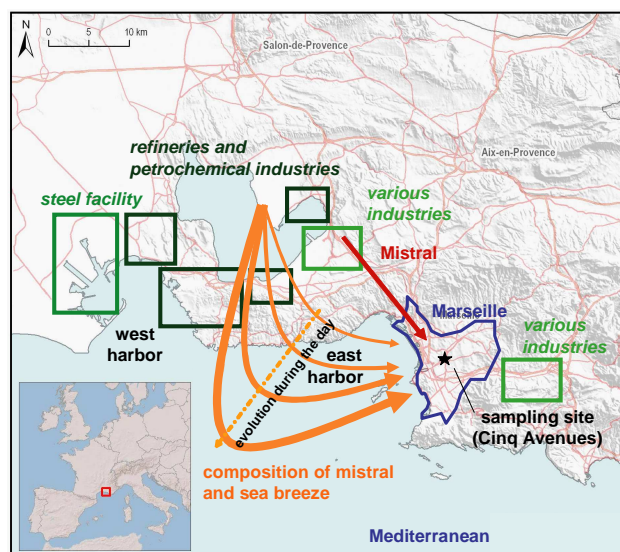 N
0
5
10 km
Salon-de-Provence
refineries and
petrochemical industries
Aix-en-Provence
steel facility
various
industries
Mistral
Marseille
west
harbor
evolution during the day
east
harbor
various
industries
sampling site
(Cinq Avenues)
composition of mistral
and sea breeze
Mediterranean